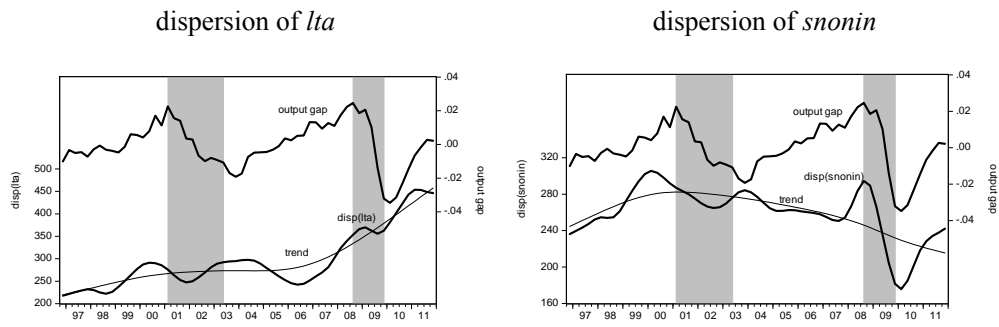 dispersion of lta
dispersion of snonin
.04
.02
.00
-.02
-.04
output gap
500
450
400
350
300
250
200
disp(lta)
output gap
disp(lta)
trend
97 98 99 00 01 02 03 04 05 06 07 08 09 10 11
.04
.02
.00
-.02
-.04
output gap
320
280
240
200
160
disp(snonin)
output gap
disp(snonin)
trend
97 98 99 00 01 02 03 04 05 06 07 08 09 10 11